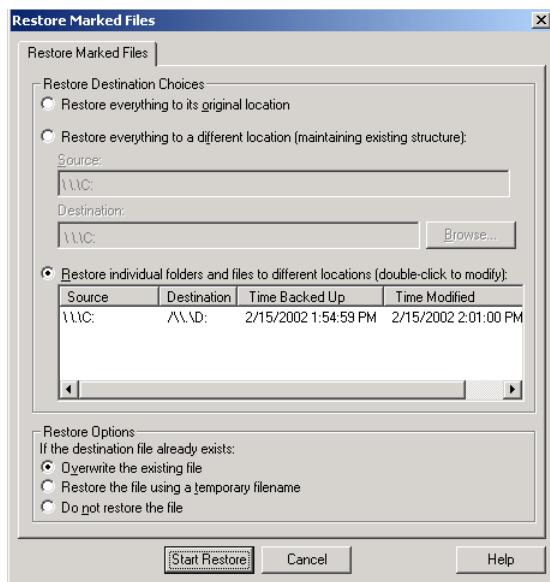 Restore Marked Files
Restore Marked Files
Restore Destination Choices
Restore everything to its original location
Restore everything to a different location (maintaining existing structure):
Source:
\\.\C:
Destination:
\\.\C:
Browse...
Restore individual folders and files to different locations (double-click to modify):
Source Destination Time Backed Up Time Modified
\\.\C: /\\.\D: 2/15/2002 1:54:59 PM 2/15/2002 2:01:00 PM
Restore Options
If the destination file already exists:
Overwrite the existing file
Restore the file using a temporary filename
Do not restore the file
Start Restore Cancel Help